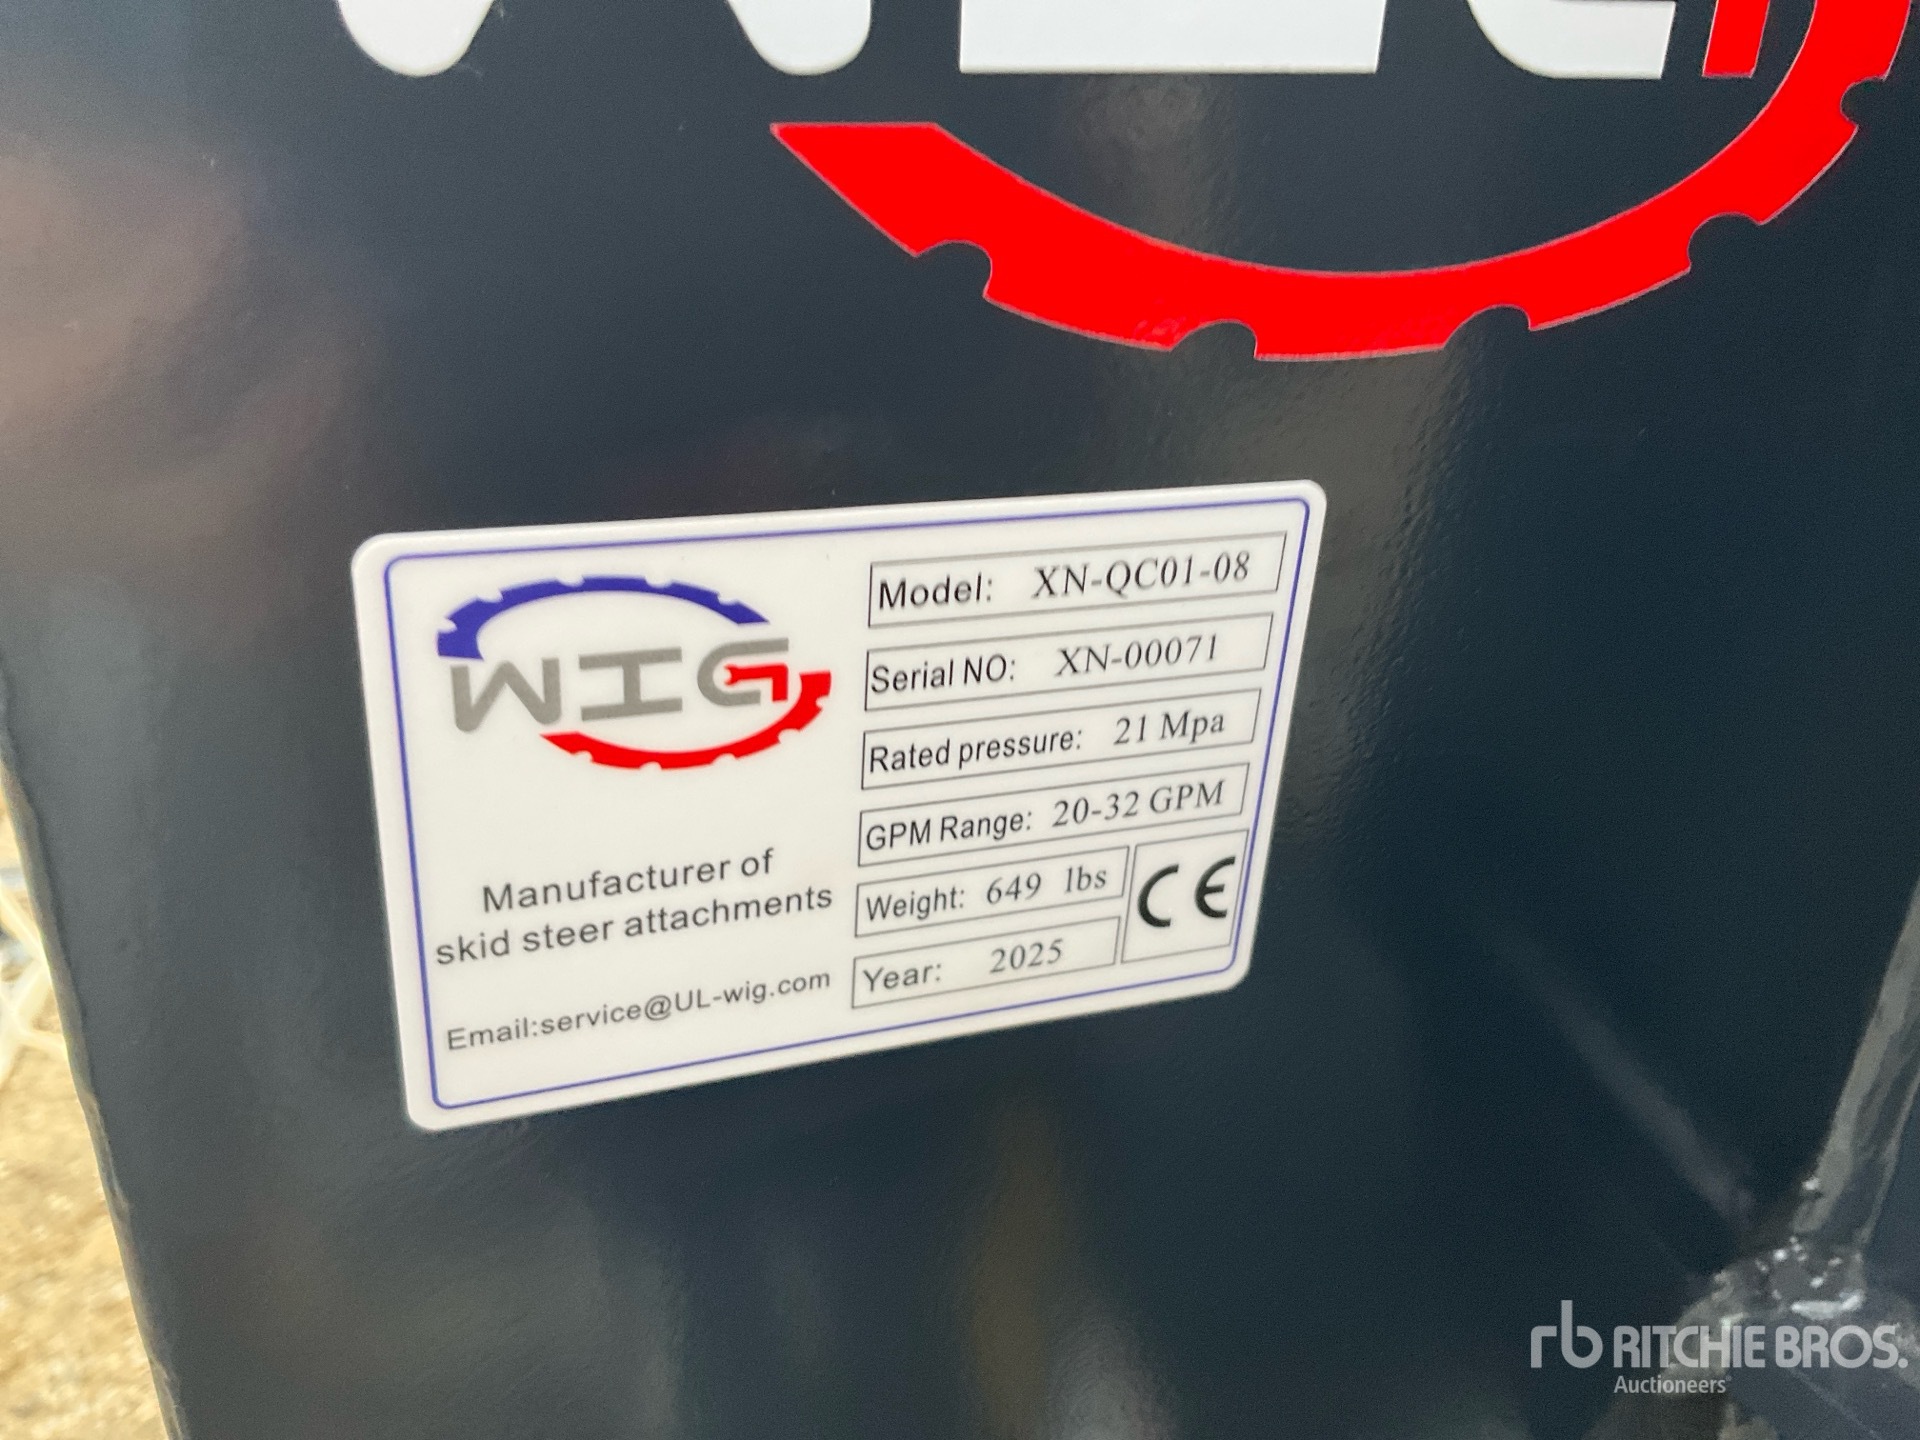 WIG
Manufacturer of
skid steer attachments
Email:service@UL-wig.com
Model: XN-QC01-08
Serial NO: XN-00071
Rated pressure: 21 Mpa
GPM Range: 20-32 GPM
Weight: 649 lbs
Year: 2025
CE
rb RITCHIE BROS.
Auctioneers